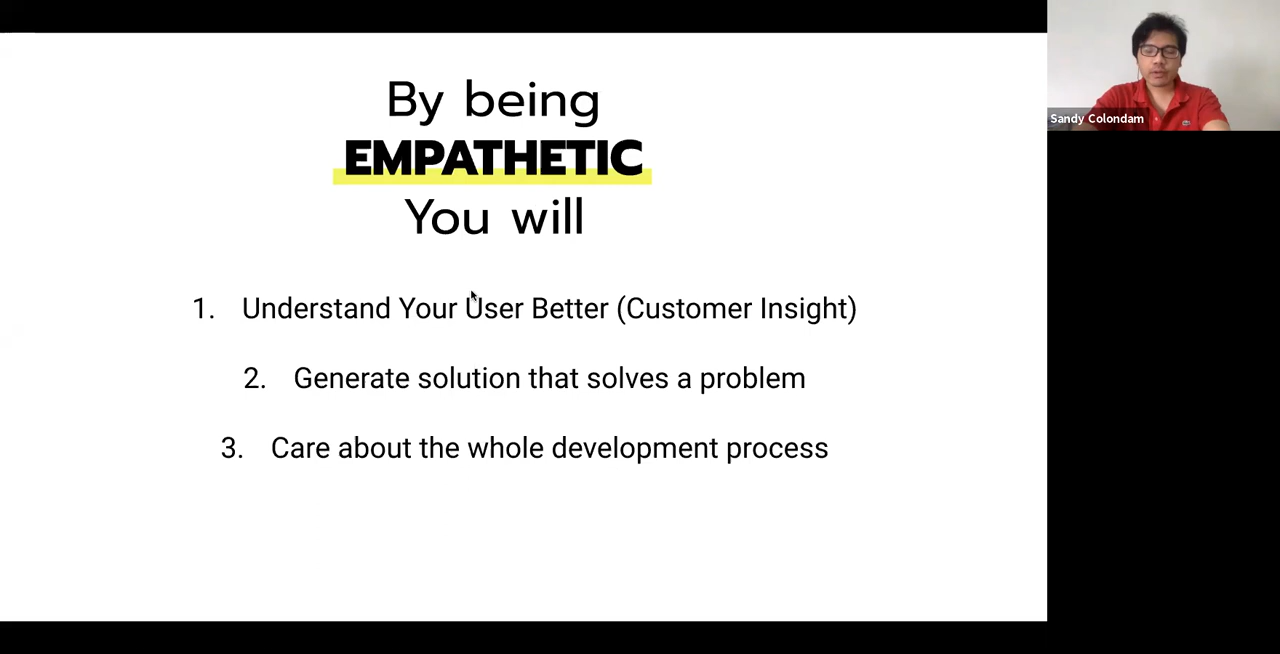 By being
EMPATHETIC
You will
1. Understand Your User Better (Customer Insight)
2. Generate solution that solves a problem
3. Care about the whole development process
Sandy Colondam